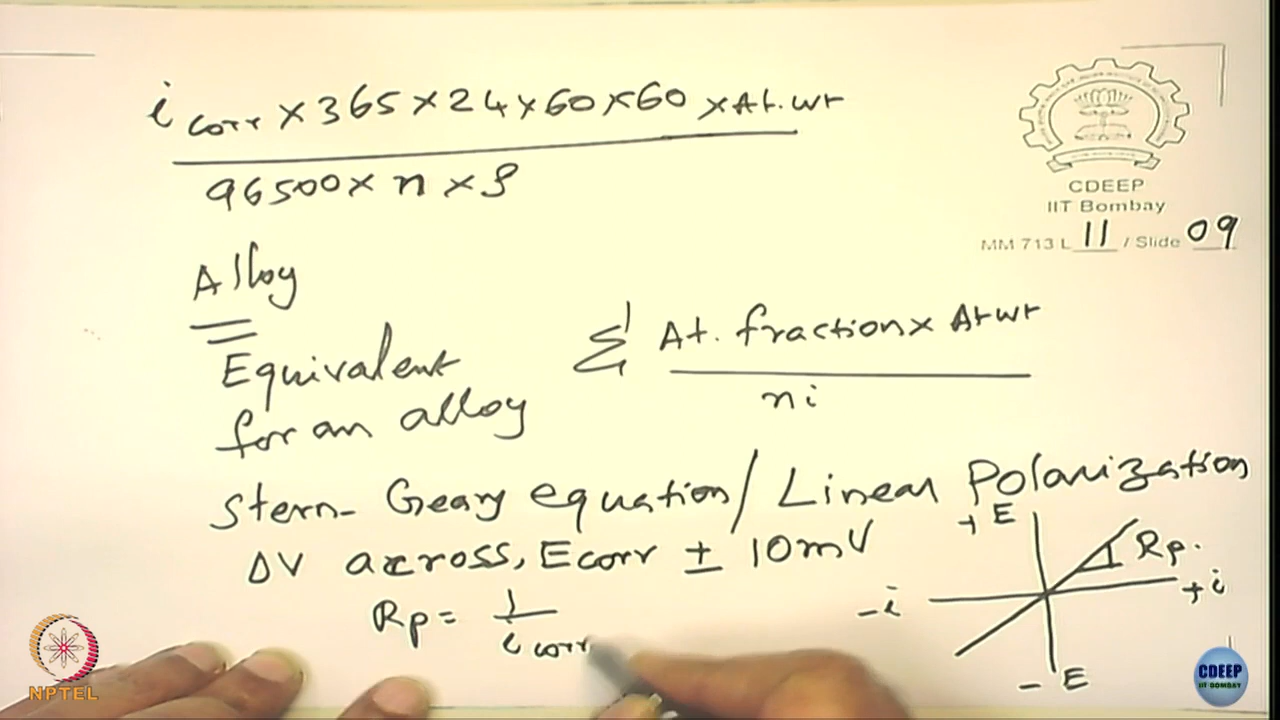 i corr × 365 × 24 × 60 × 60 × At. wt
96500 × n × ρ
CDEEP
IIT Bombay
MM 713 L 11 / Slide 09
Alloy
Equivalent
for an alloy
Σ At. fraction × At wt
ni
Stern - Geary equation / Linear Polarization
ΔV across, Ecorr ± 10mV
Rp = 1
i corr
+ E
Rp.
- i
+ i
- E
NPTEL
CDEEP
IIT BOMBAY